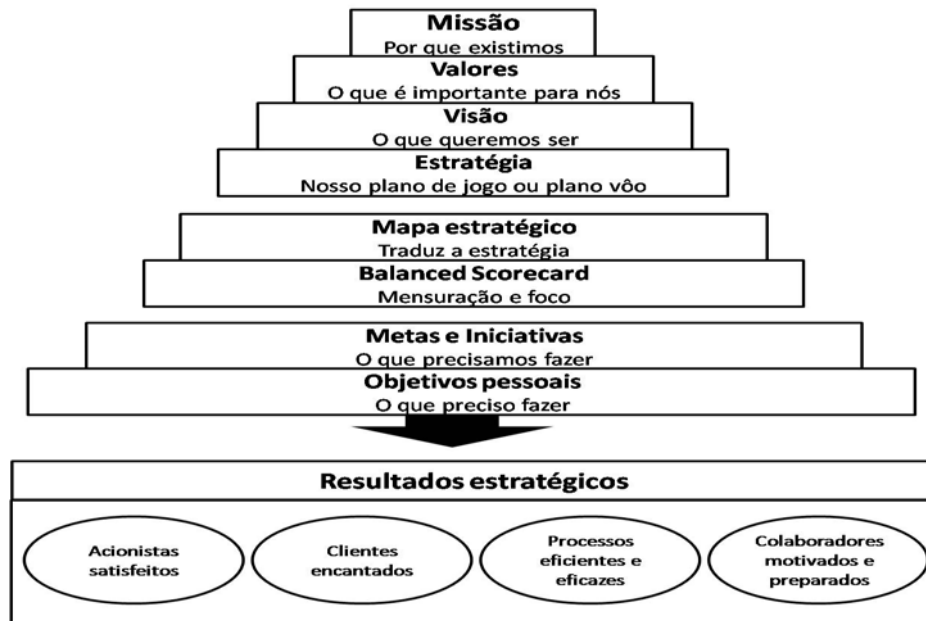 Missão
Por que existimos
Valores
O que é importante para nós
Visão
O que queremos ser
Estratégia
Nosso plano de jogo ou plano vôo
Mapa estratégico
Traduz a estratégia
Balanced Scorecard
Mensuração e foco
Metas e Iniciativas
O que precisamos fazer
Objetivos pessoais
O que preciso fazer
Resultados estratégicos
Acionistas
satisfeitos
Clientes
encantados
Processos
eficientes e
eficazes
Colaboradores
motivados e
preparados